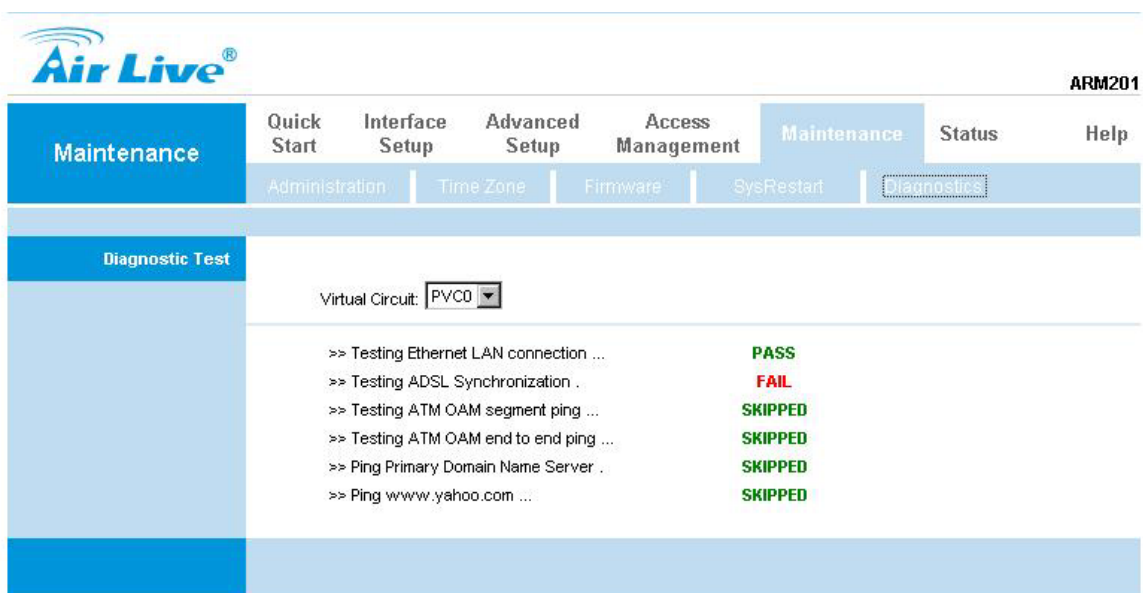 Air Live®
ARM201
Maintenance
Quick Start
Interface Setup
Advanced Setup
Access Management
Maintenance
Status
Help
Administration
Time Zone
Firmware
SysRestart
Diagnostics
Diagnostic Test
Virtual Circuit: PVC0
>> Testing Ethernet LAN connection ... PASS
>> Testing ADSL Synchronization . FAIL
>> Testing ATM OAM segment ping ... SKIPPED
>> Testing ATM OAM end to end ping ... SKIPPED
>> Ping Primary Domain Name Server . SKIPPED
>> Ping www.yahoo.com ... SKIPPED